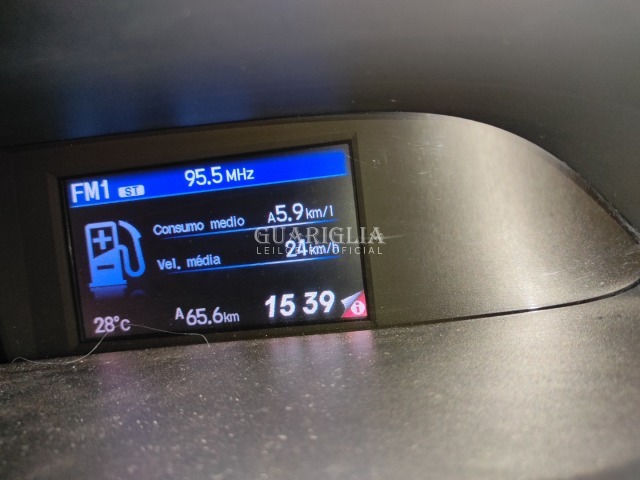 FM1 ST 95.5 MHz
Consumo medio A5.9 km/l
GUARIGLIA
LEILOEIRO OFICIAL
Vel. média 24 km/h
28°c A65.6km 15 39